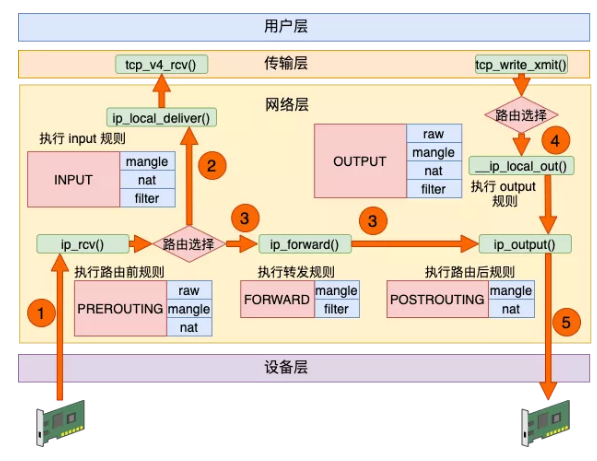 用户层
tcp_v4_rcv()
传输层
tcp_write_xmit()
网络层
ip_local_deliver()
路由选择
执行 input 规则
INPUT
mangle
nat
filter
2
OUTPUT
raw
mangle
nat
filter
4
__ip_local_out()
执行 output
规则
ip_rcv()
路由选择
3
ip_forward()
3
ip_output()
1
执行路由前规则
PREROUTING
raw
mangle
nat
执行转发规则
FORWARD
mangle
filter
执行路由后规则
POSTROUTING
mangle
nat
5
设备层